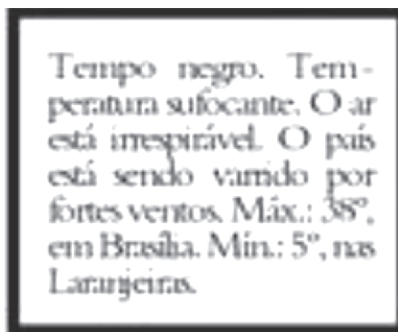 Tempo negro. Tem-
peratura sufocante. O ar
está irrespirável. O país
está sendo varrido por
fortes ventos. Máx.: 38º,
em Brasília. Mín.: 5º, nas
Laranjeiras.